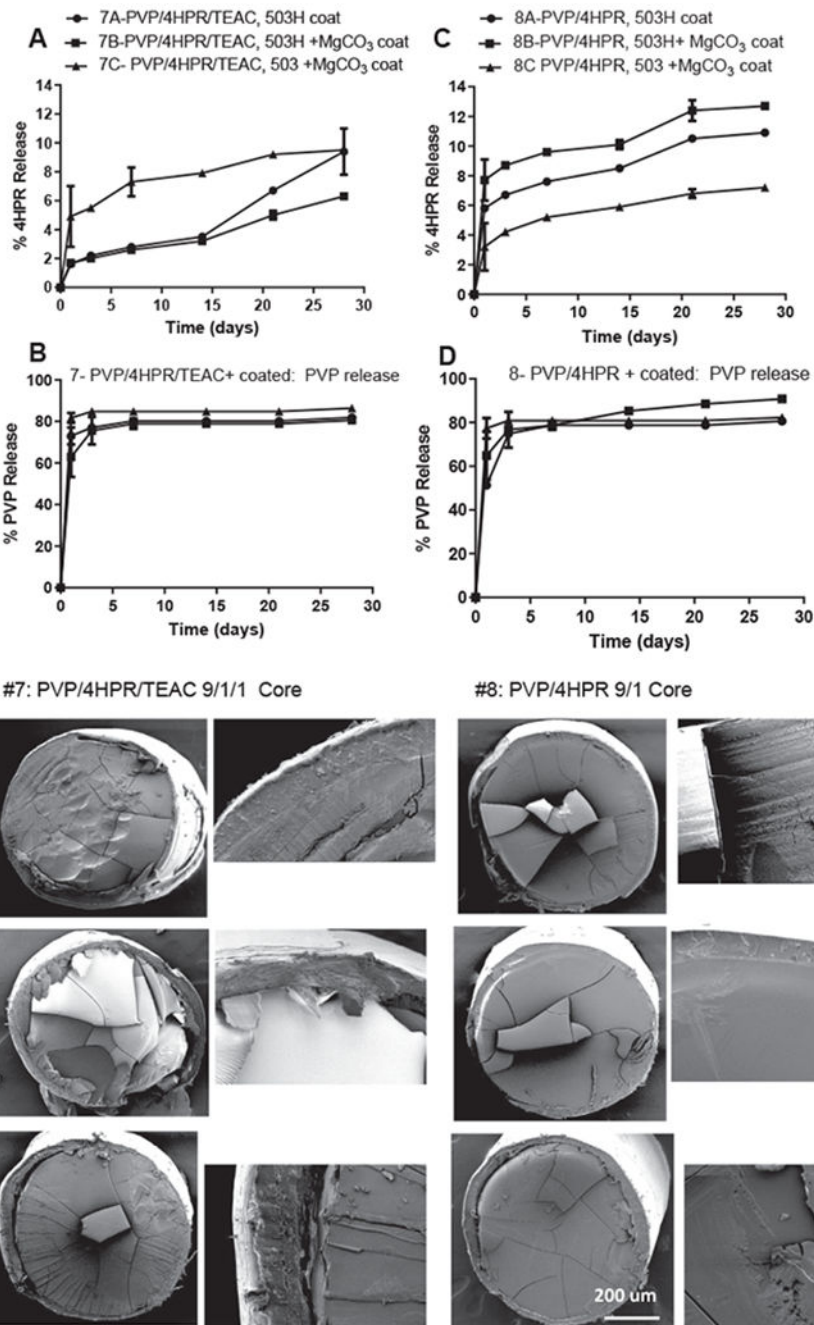 A
7A-PVP/4HPR/TEAC, 503H coat
7B-PVP/4HPR/TEAC, 503H +MgCO3 coat
7C- PVP/4HPR/TEAC, 503 +MgCO3 coat
% 4HPR Release
14
12
10
8
6
4
2
0
0 5 10 15 20 25 30
Time (days)
C
8A-PVP/4HPR, 503H coat
8B-PVP/4HPR, 503H+ MgCO3 coat
8C PVP/4HPR, 503 +MgCO3 coat
% 4HPR Release
14
12
10
8
6
4
2
0
0 5 10 15 20 25 30
Time (days)
B
7- PVP/4HPR/TEAC+ coated: PVP release
% PVP Release
100
80
60
40
20
0
0 5 10 15 20 25 30
Time (days)
D
8- PVP/4HPR + coated: PVP release
% PVP Release
100
80
60
40
20
0
0 5 10 15 20 25 30
Time (days)
#7: PVP/4HPR/TEAC 9/1/1 Core
#8: PVP/4HPR 9/1 Core
200 um